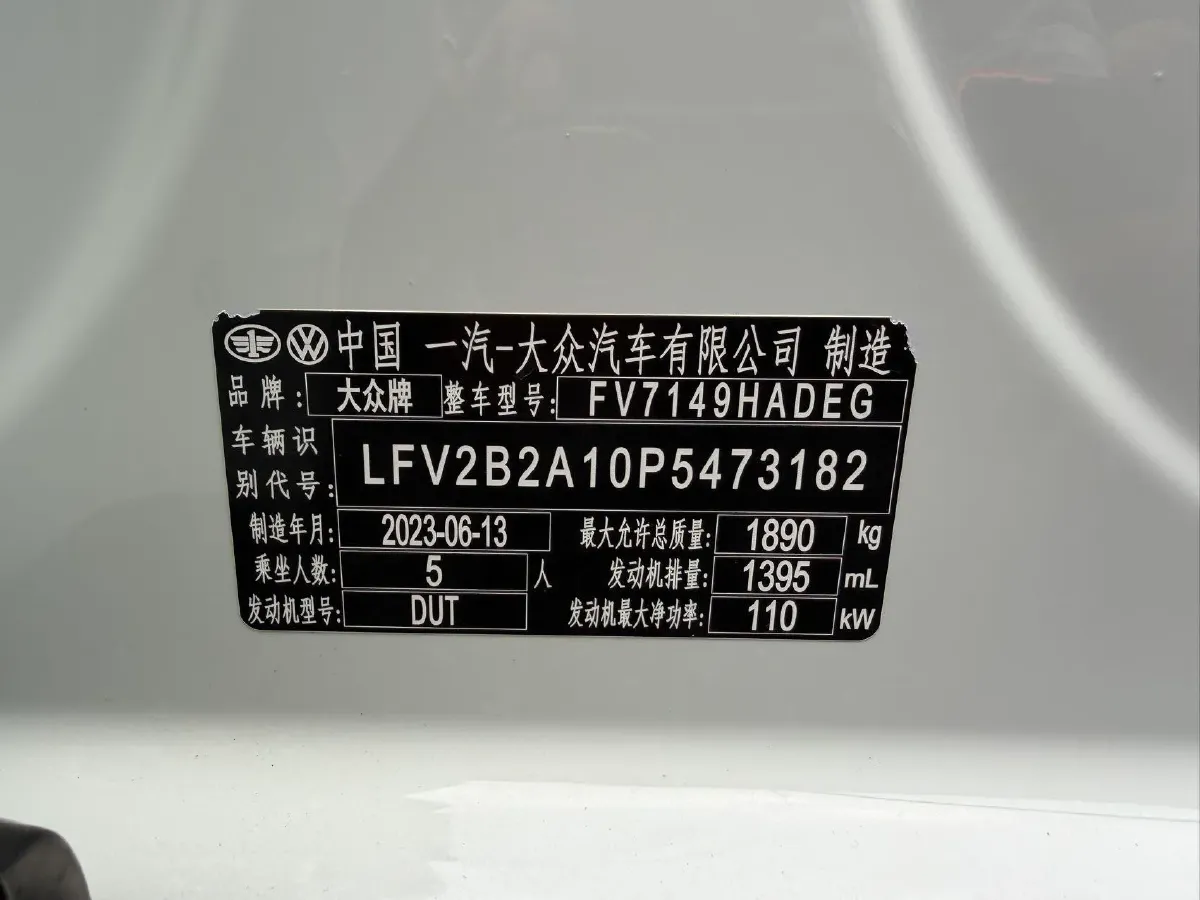 中国 一汽-大众汽车有限公司 制造
品牌: 大众牌 整车型号: FV7149HADEG
车辆识别代号: LFV2B2A10P5473182
制造年月: 2023-06-13 最大允许总质量: 1890 kg
乘坐人数: 5 人 发动机排量: 1395 mL
发动机型号: DUT 发动机最大净功率: 110 kW